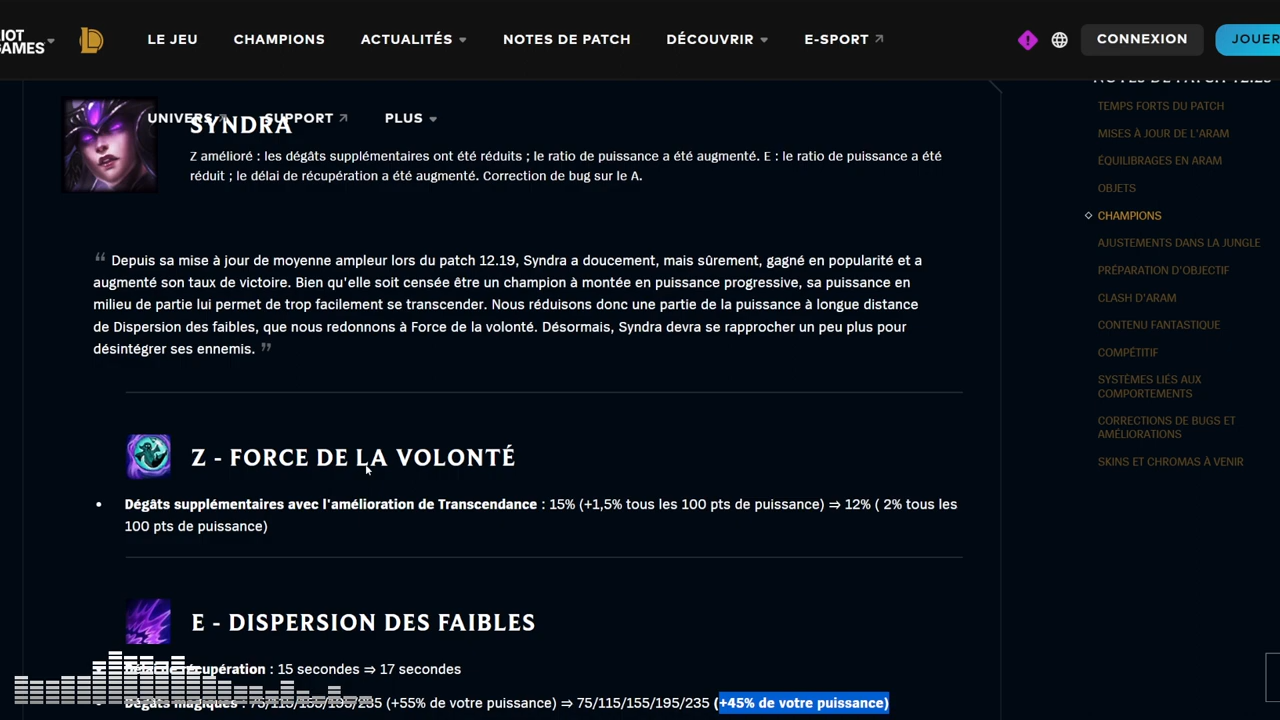 RIOT GAMES
LE JEU CHAMPIONS ACTUALITÉS NOTES DE PATCH DÉCOUVRIR E-SPORT CONNEXION JOUER
UNIVERS SUPPORT PLUS
TEMPS FORTS DU PATCH
MISES À JOUR DE L'ARAM
ÉQUILIBRAGES EN ARAM
OBJETS
CHAMPIONS
AJUSTEMENTS DANS LA JUNGLE
PRÉPARATION D'OBJECTIF
CLASH D'ARAM
CONTENU FANTASTIQUE
COMPÉTITIF
SYSTÈMES LIÉS AUX
COMPORTEMENTS
CORRECTIONS DE BUGS ET
AMÉLIORATIONS
SKINS ET CHROMAS À VENIR
SYNDRA
Z amélioré : les dégâts supplémentaires ont été réduits ; le ratio de puissance a été augmenté. E : le ratio de puissance a été
réduit ; le délai de récupération a été augmenté. Correction de bug sur le A.
“ Depuis sa mise à jour de moyenne ampleur lors du patch 12.19, Syndra a doucement, mais sûrement, gagné en popularité et a
augmenté son taux de victoire. Bien qu'elle soit censée être un champion à montée en puissance progressive, sa puissance en
milieu de partie lui permet de trop facilement se transcender. Nous réduisons donc une partie de la puissance à longue distance
de Dispersion des faibles, que nous redonnons à Force de la volonté. Désormais, Syndra devra se rapprocher un peu plus pour
désintégrer ses ennemis. ”
Z - FORCE DE LA VOLONTÉ
• Dégâts supplémentaires avec l'amélioration de Transcendance : 15% (+1,5% tous les 100 pts de puissance) ⇒ 12% ( 2% tous les
100 pts de puissance)
E - DISPERSION DES FAIBLES
récupération : 15 secondes ⇒ 17 secondes
Dégâts magiques : 75/115/155/195/235 (+55% de votre puissance) ⇒ 75/115/155/195/235 (+45% de votre puissance)